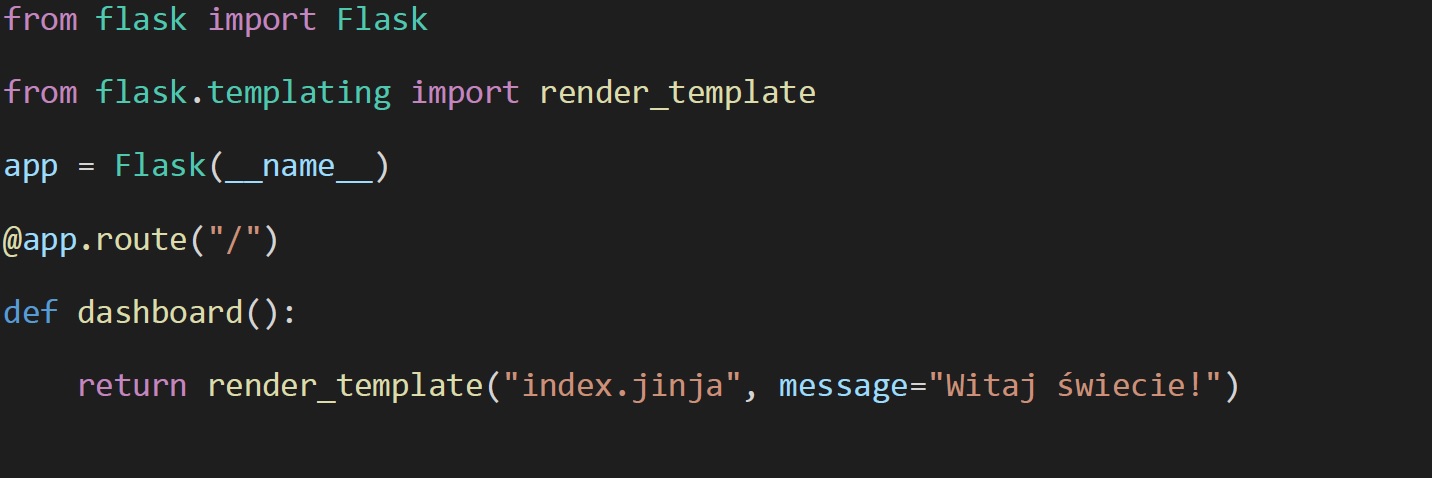 from flask import Flask
from flask.templating import render_template
app = Flask(__name__)
@app.route("/")
def dashboard():
    return render_template("index.jinja", message="Witaj świecie!")